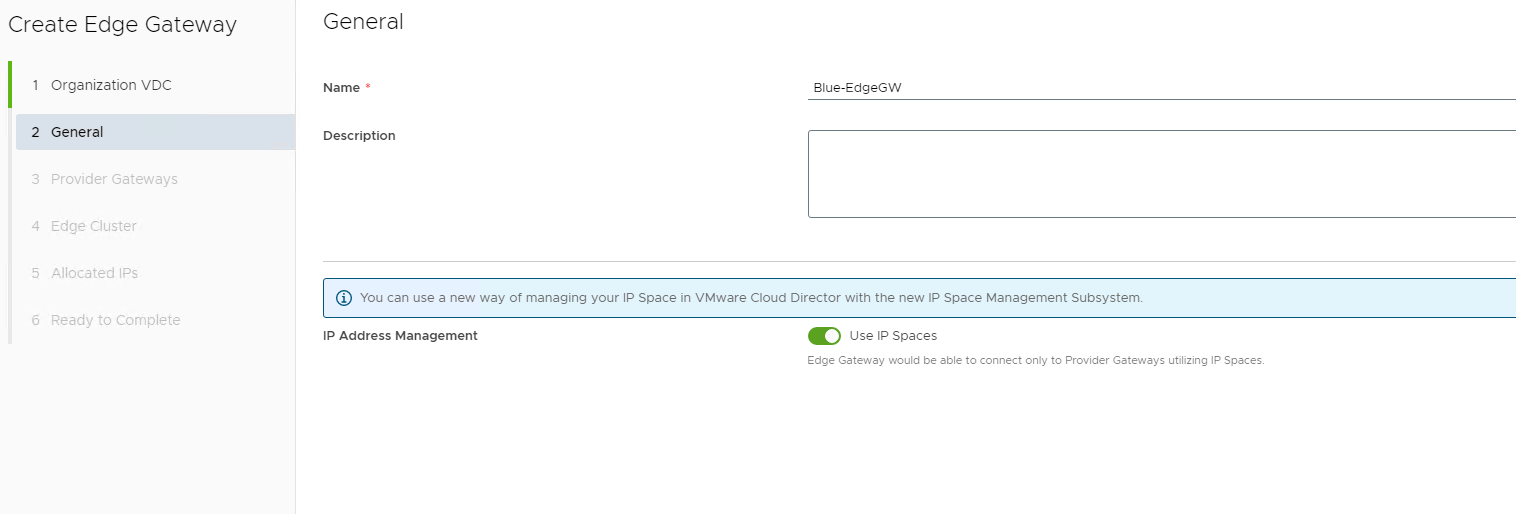 Create Edge Gateway
1 Organization VDC
2 General
3 Provider Gateways
4 Edge Cluster
5 Allocated IPs
6 Ready to Complete
General
Name *
Blue-EdgeGW
Description
You can use a new way of managing your IP Space in VMware Cloud Director with the new IP Space Management Subsystem.
IP Address Management
Use IP Spaces
Edge Gateway would be able to connect only to Provider Gateways utilizing IP Spaces.